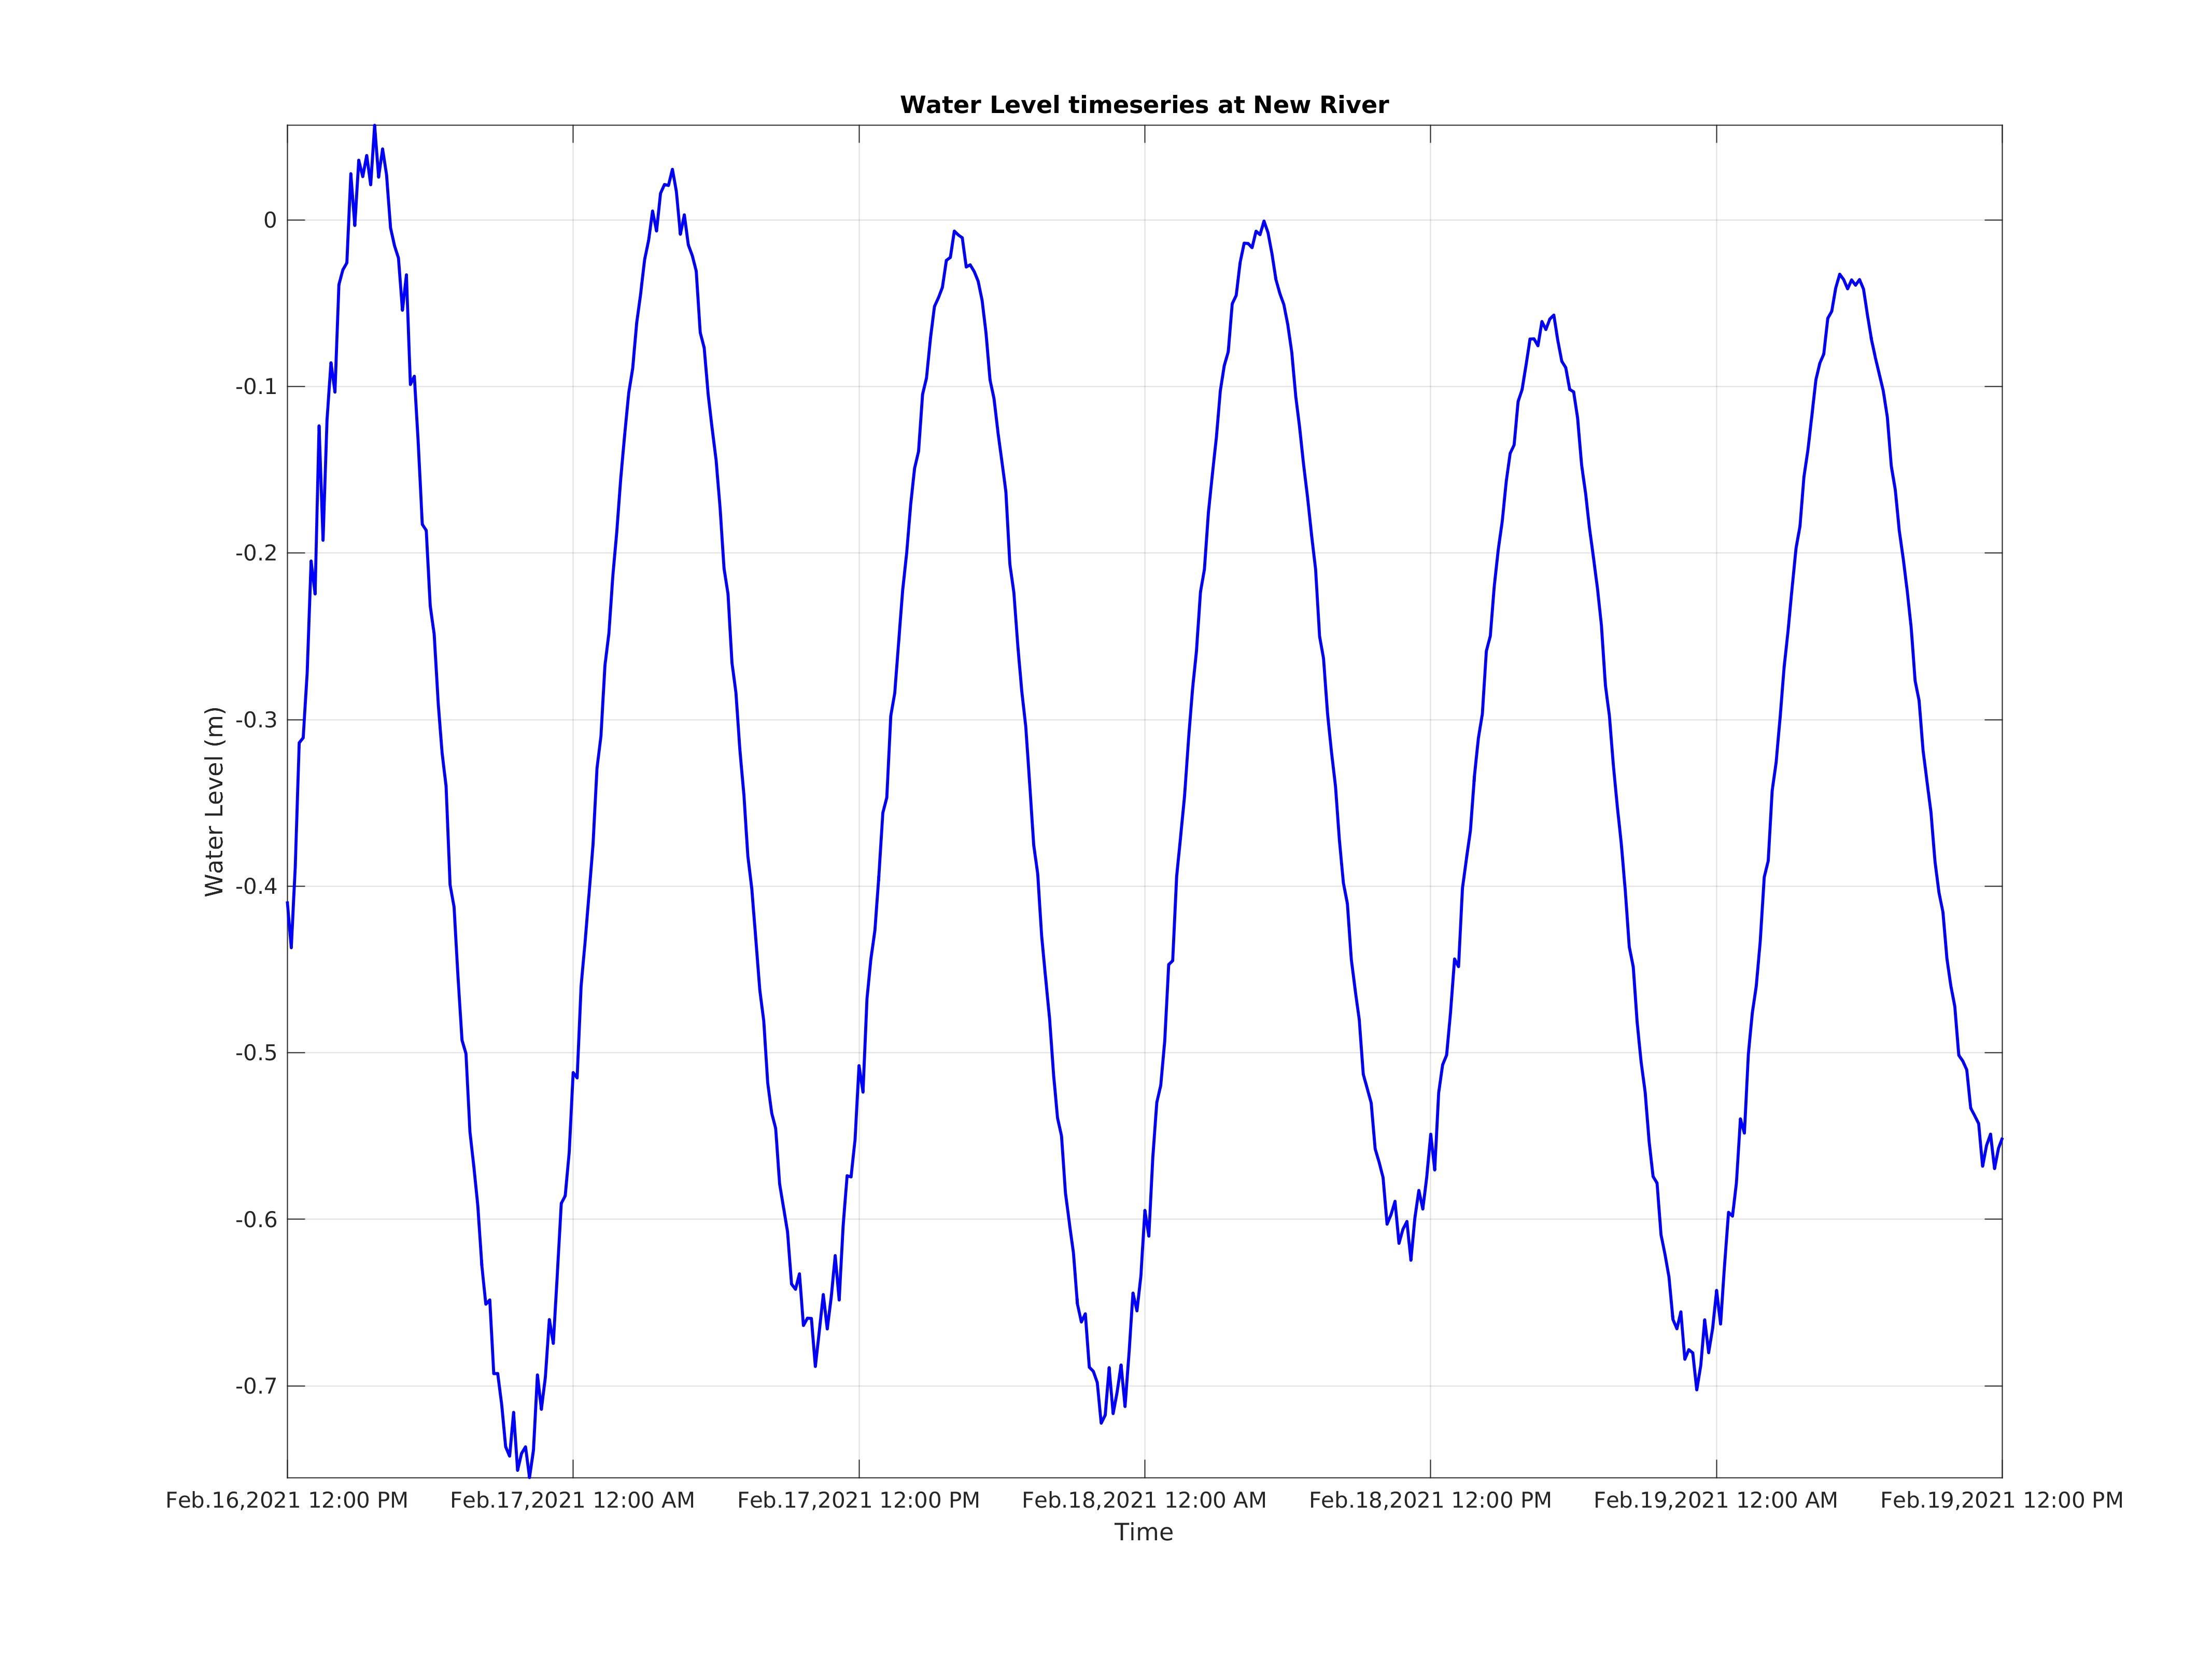 Water Level timeseries at New River
0
-0.1
-0.2
-0.3
-0.4
-0.5
-0.6
-0.7
Water Level (m)
Feb.16,2021 12:00 PM Feb.17,2021 12:00 AM Feb.17,2021 12:00 PM Feb.18,2021 12:00 AM Feb.18,2021 12:00 PM Feb.19,2021 12:00 AM Feb.19,2021 12:00 PM
Time